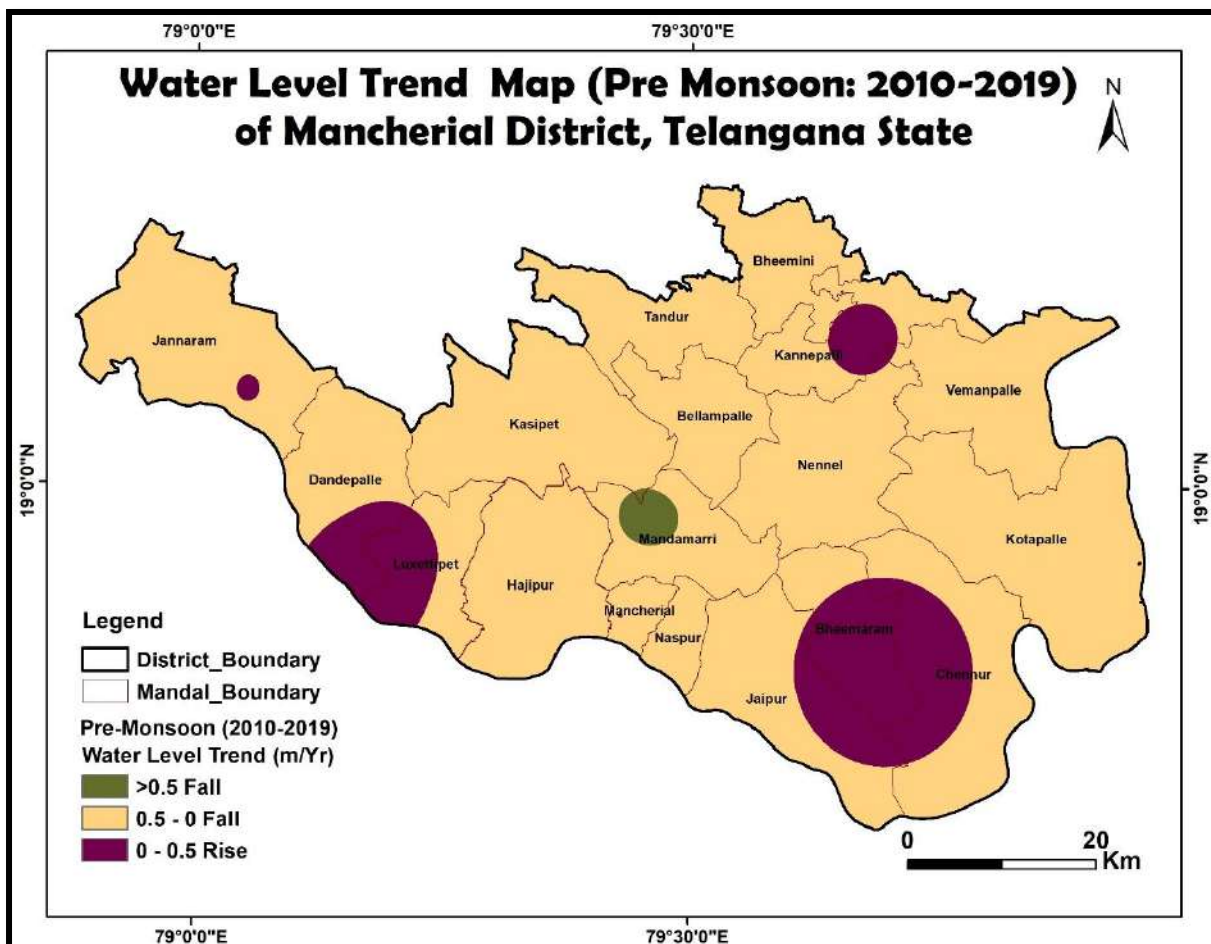 79°0'0"E 79°30'0"E
Water Level Trend Map (Pre Monsoon: 2010-2019)
of Mancherial District, Telangana State
N
Bheemini
Tandur
Jannaram
Kannepalli
Vemanpalle
Bellampalle
Kasipet
Nennel
Dandepalle
19°0'0"N 19°0'0"N
Mandamarri
Kotapalle
Luxettipet
Hajipur
Mancherial
Bheemaram
Naspur
Chennur
Jaipur
Legend
District_Boundary
Mandal_Boundary
Pre-Monsoon (2010-2019)
Water Level Trend (m/Yr)
>0.5 Fall
0.5 - 0 Fall
0 - 0.5 Rise
0 20
Km
79°0'0"E 79°30'0"E